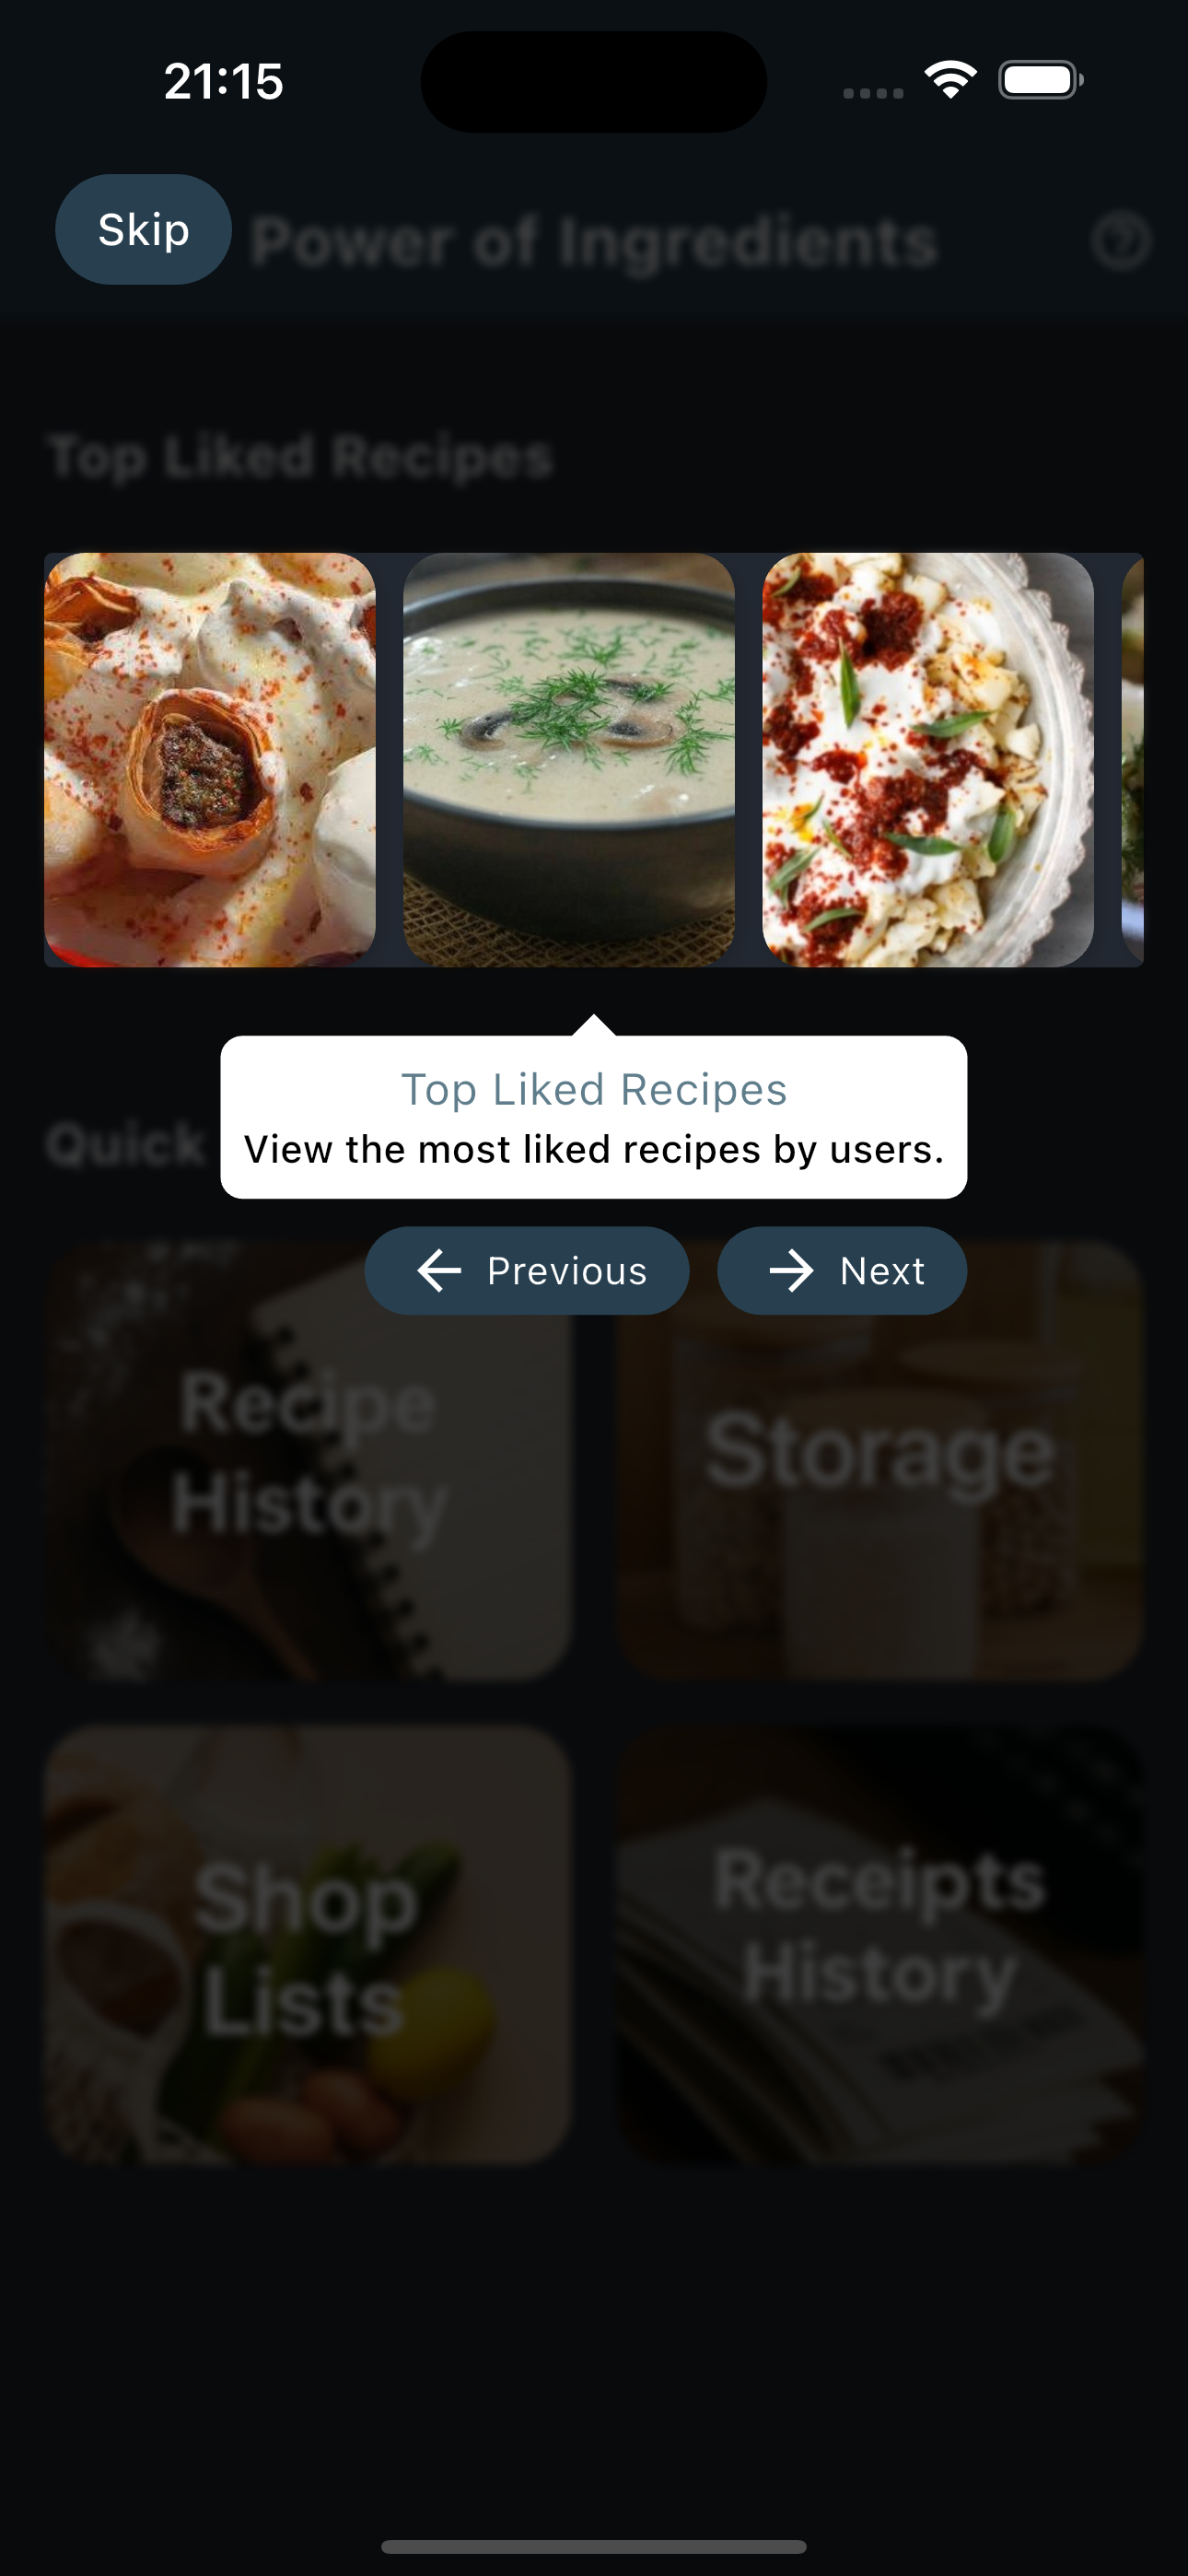 21:15
Skip
Power of Ingredients
Top Liked Recipes
Top Liked Recipes
View the most liked recipes by users.
Quick
Previous
Next
Recipe
History
Storage
Shop
Lists
Receipts
History